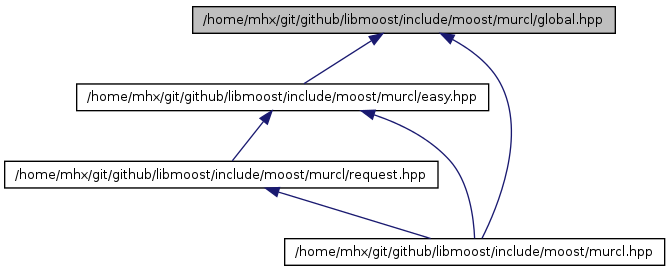 /home/mhx/git/github/libmoost/include/moost/murcl/global.hpp
/home/mhx/git/github/libmoost/include/moost/murcl/easy.hpp
/home/mhx/git/github/libmoost/include/moost/murcl/request.hpp
/home/mhx/git/github/libmoost/include/moost/murcl.hpp